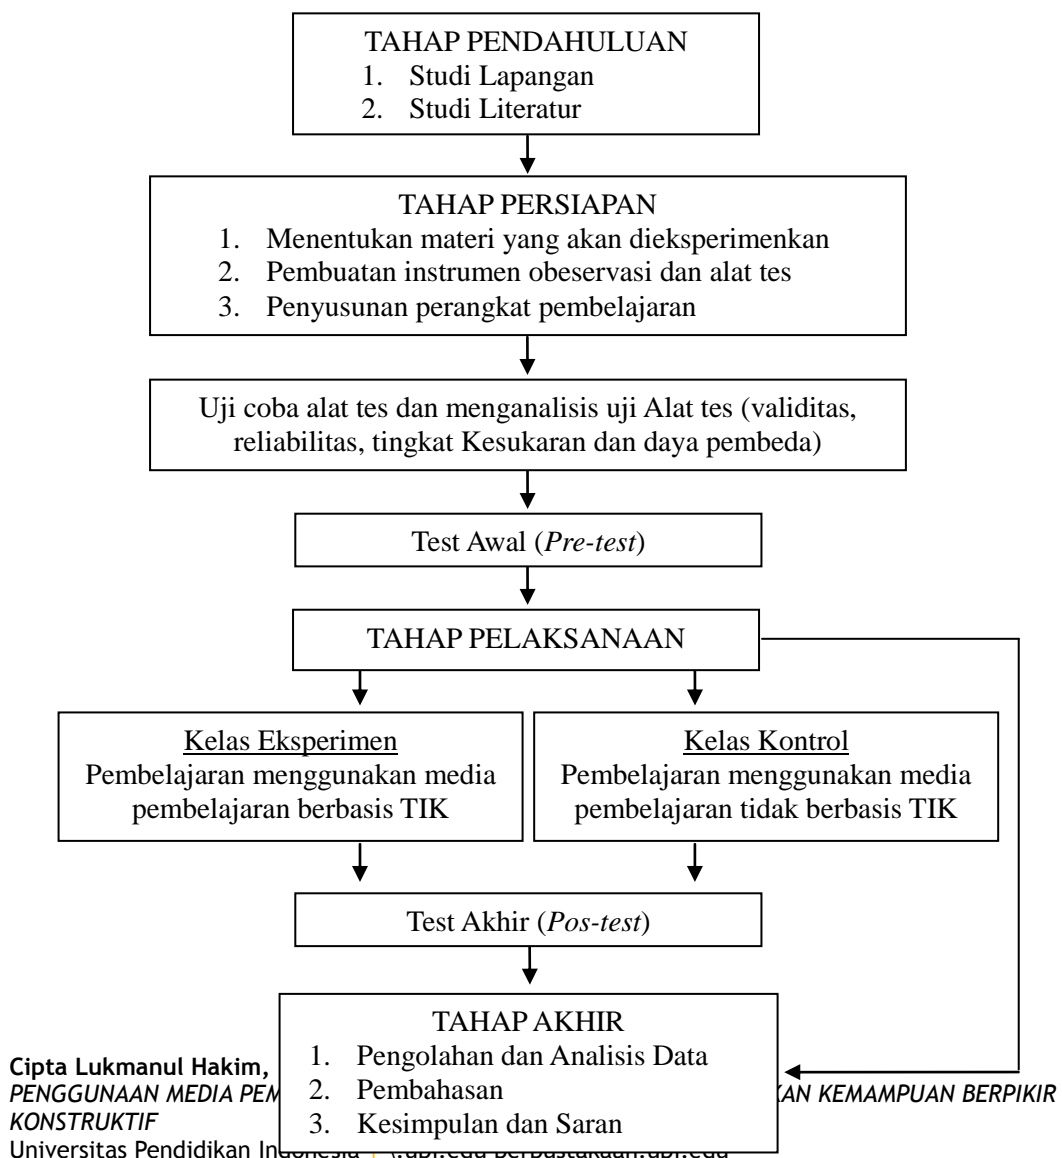 TAHAP PENDAHULUAN
1. Studi Lapangan
2. Studi Literatur
TAHAP PERSIAPAN
1. Menentukan materi yang akan dieksperimenkan
2. Pembuatan instrumen obeservasi dan alat tes
3. Penyusunan perangkat pembelajaran
Uji coba alat tes dan menganalisis uji Alat tes (validitas,
reliabilitas, tingkat Kesukaran dan daya pembeda)
Test Awal (Pre-test)
TAHAP PELAKSANAAN
Kelas Eksperimen
Pembelajaran menggunakan media
pembelajaran berbasis TIK
Kelas Kontrol
Pembelajaran menggunakan media
pembelajaran tidak berbasis TIK
Test Akhir (Pos-test)
TAHAP AKHIR
1. Pengolahan dan Analisis Data
2. Pembahasan
3. Kesimpulan dan Saran
Cipta Lukmanul Hakim,
PENGGUNAAN MEDIA KEMAMPUAN BERPIKIR
KONSTRUKTIF
Universitas Pendidikan